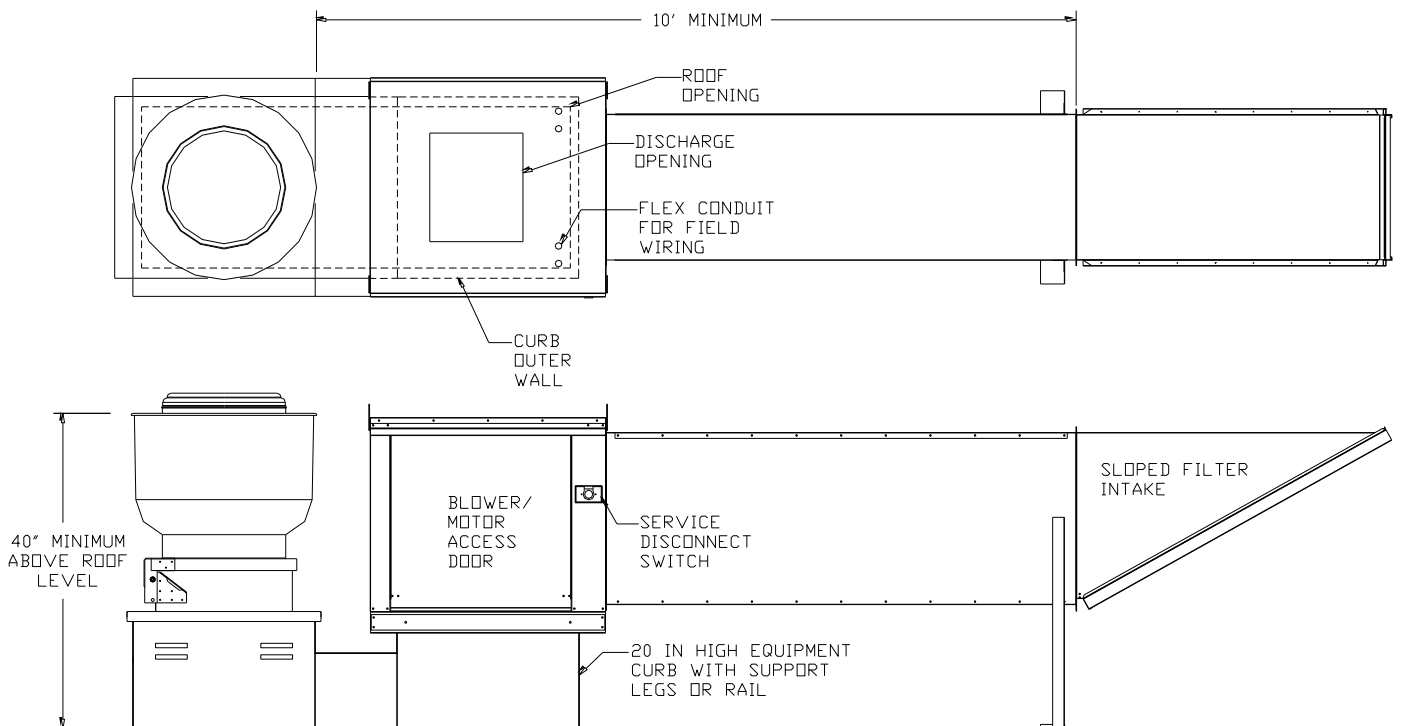 10' MINIMUM
ROOF
OPENING
DISCHARGE
OPENING
FLEX CONDUIT
FOR FIELD
WIRING
CURB
OUTER
WALL
40" MINIMUM
ABOVE ROOF
LEVEL
BLOWER/
MOTOR
ACCESS
DOOR
SERVICE
DISCONNECT
SWITCH
SLOPED FILTER
INTAKE
20 IN HIGH EQUIPMENT
CURB WITH SUPPORT
LEGS OR RAIL